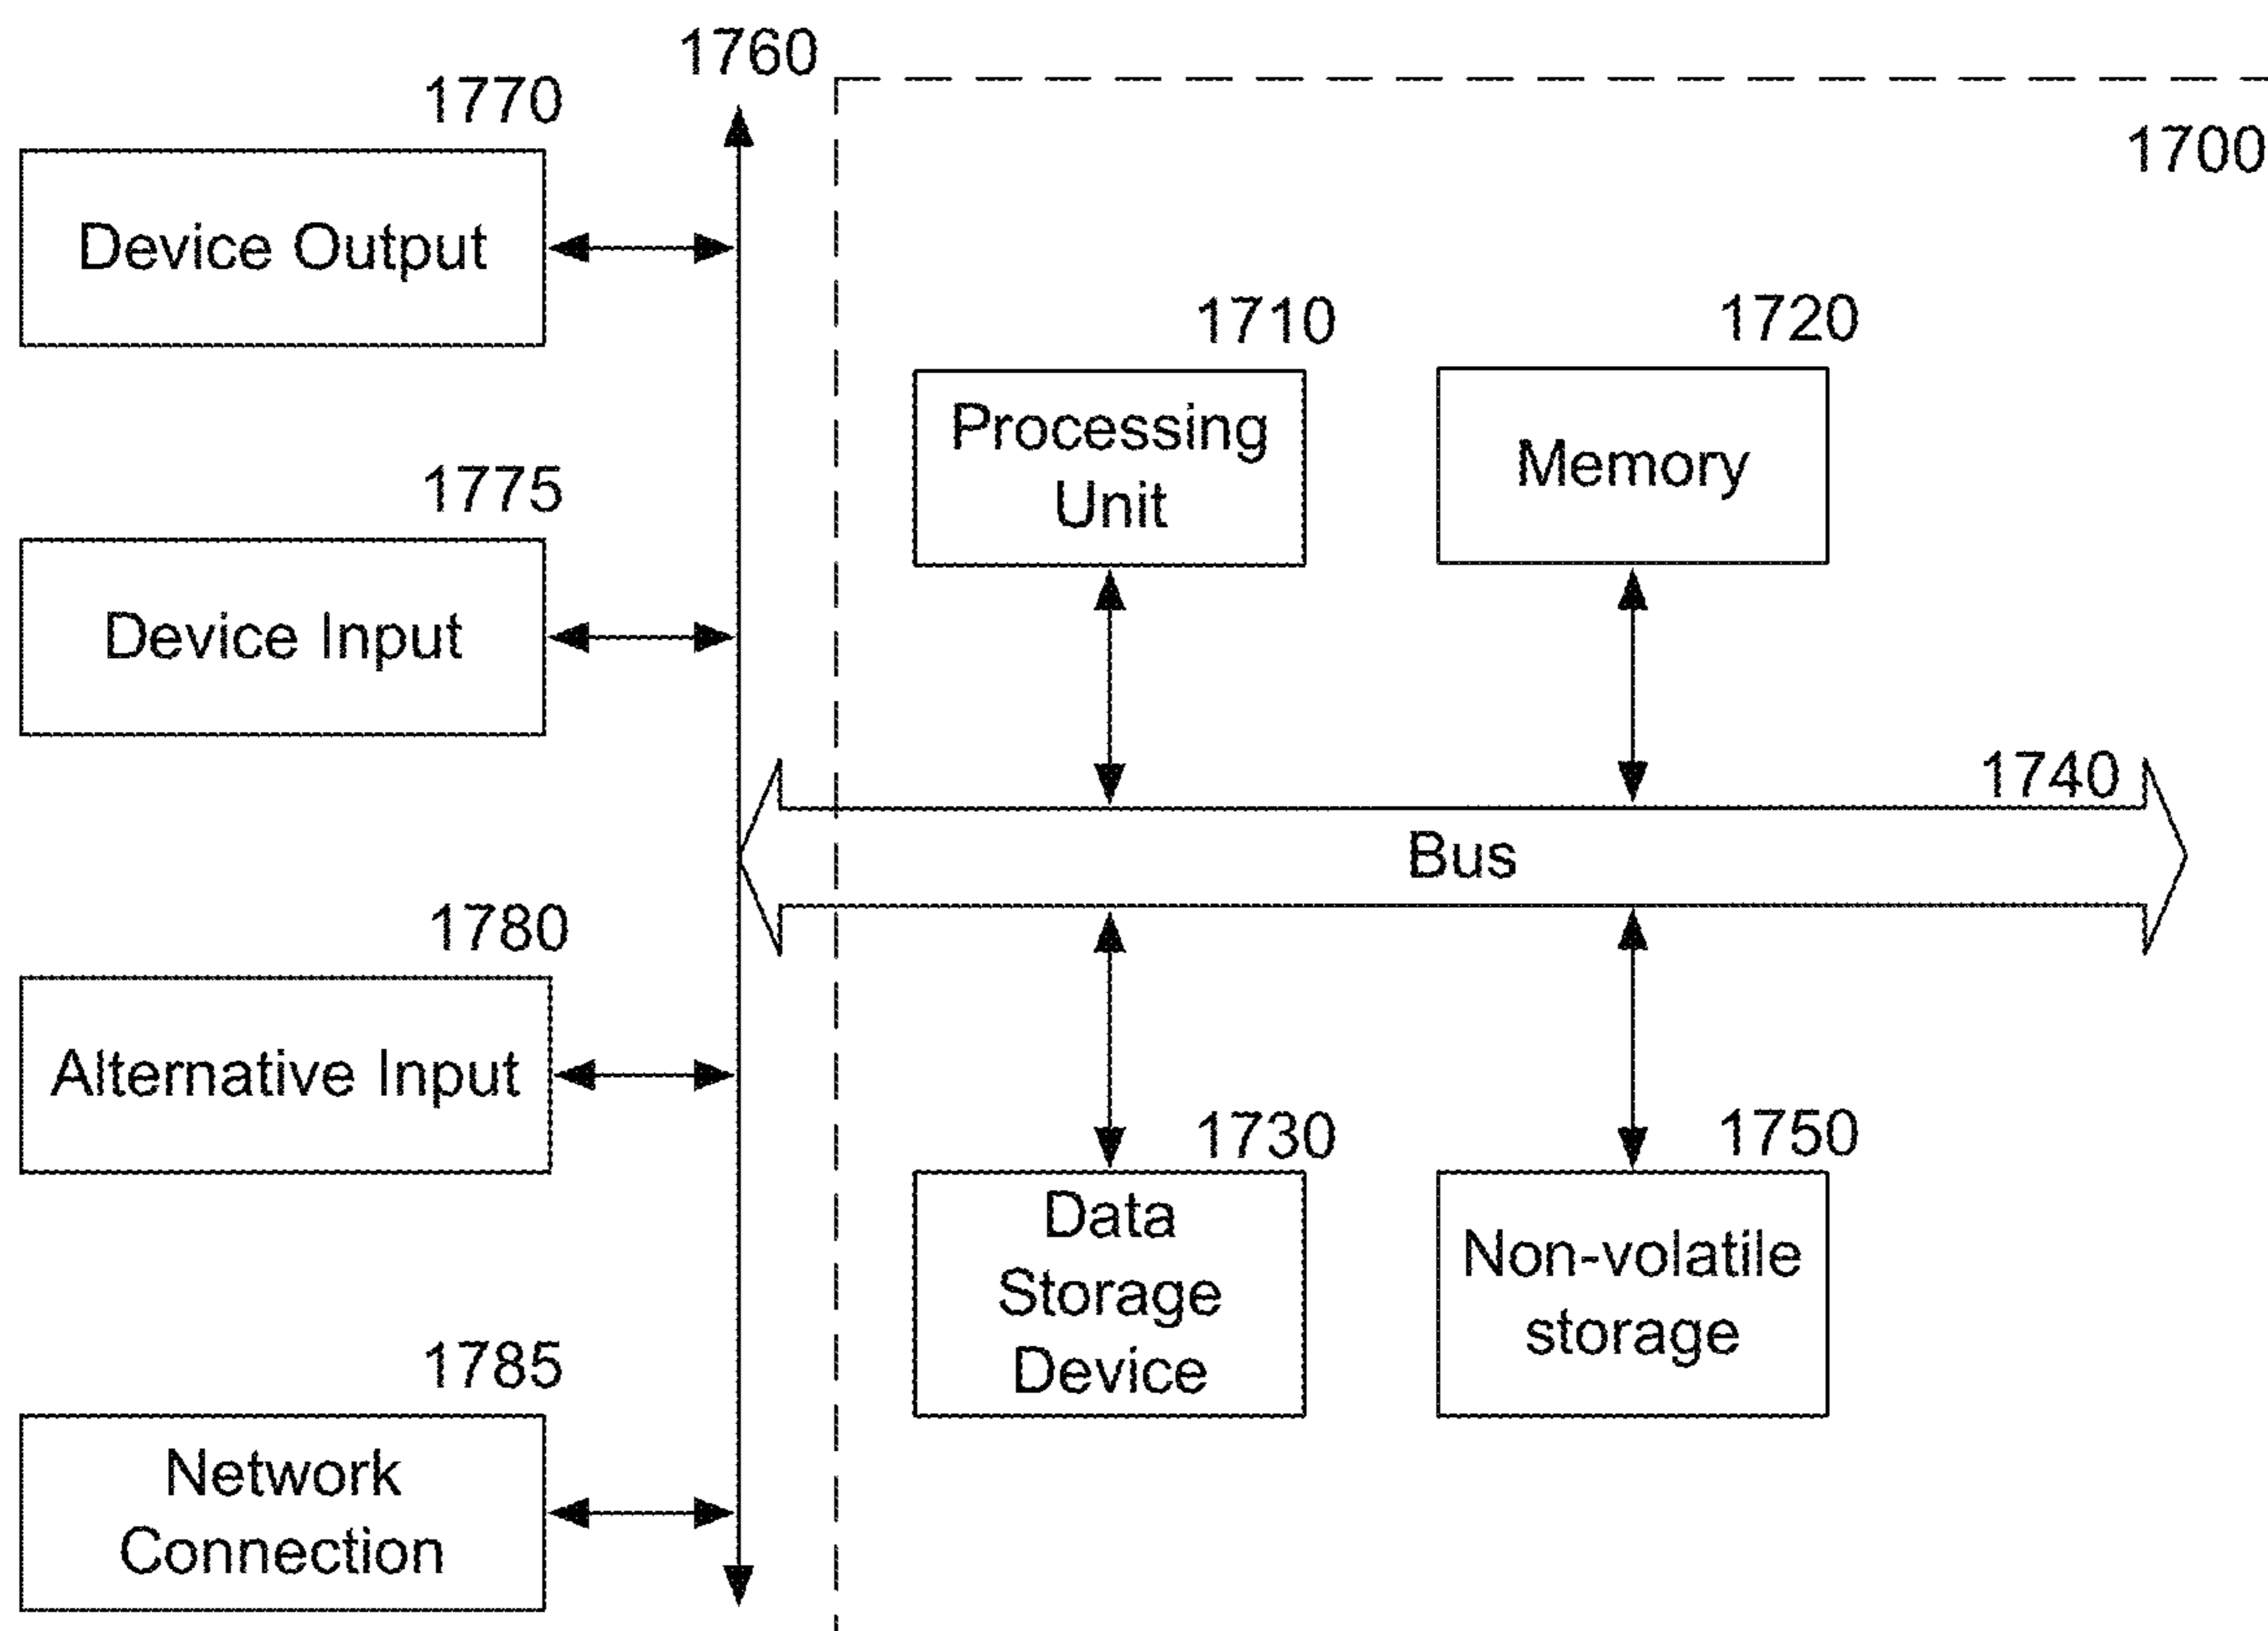 1760
1770
Device Output
1700
1710
Processing
Unit
1720
Memory
1775
Device Input
1740
Bus
1780
Alternative Input
1730
Data
Storage
Device
1750
Non-volatile
storage
1785
Network
Connection